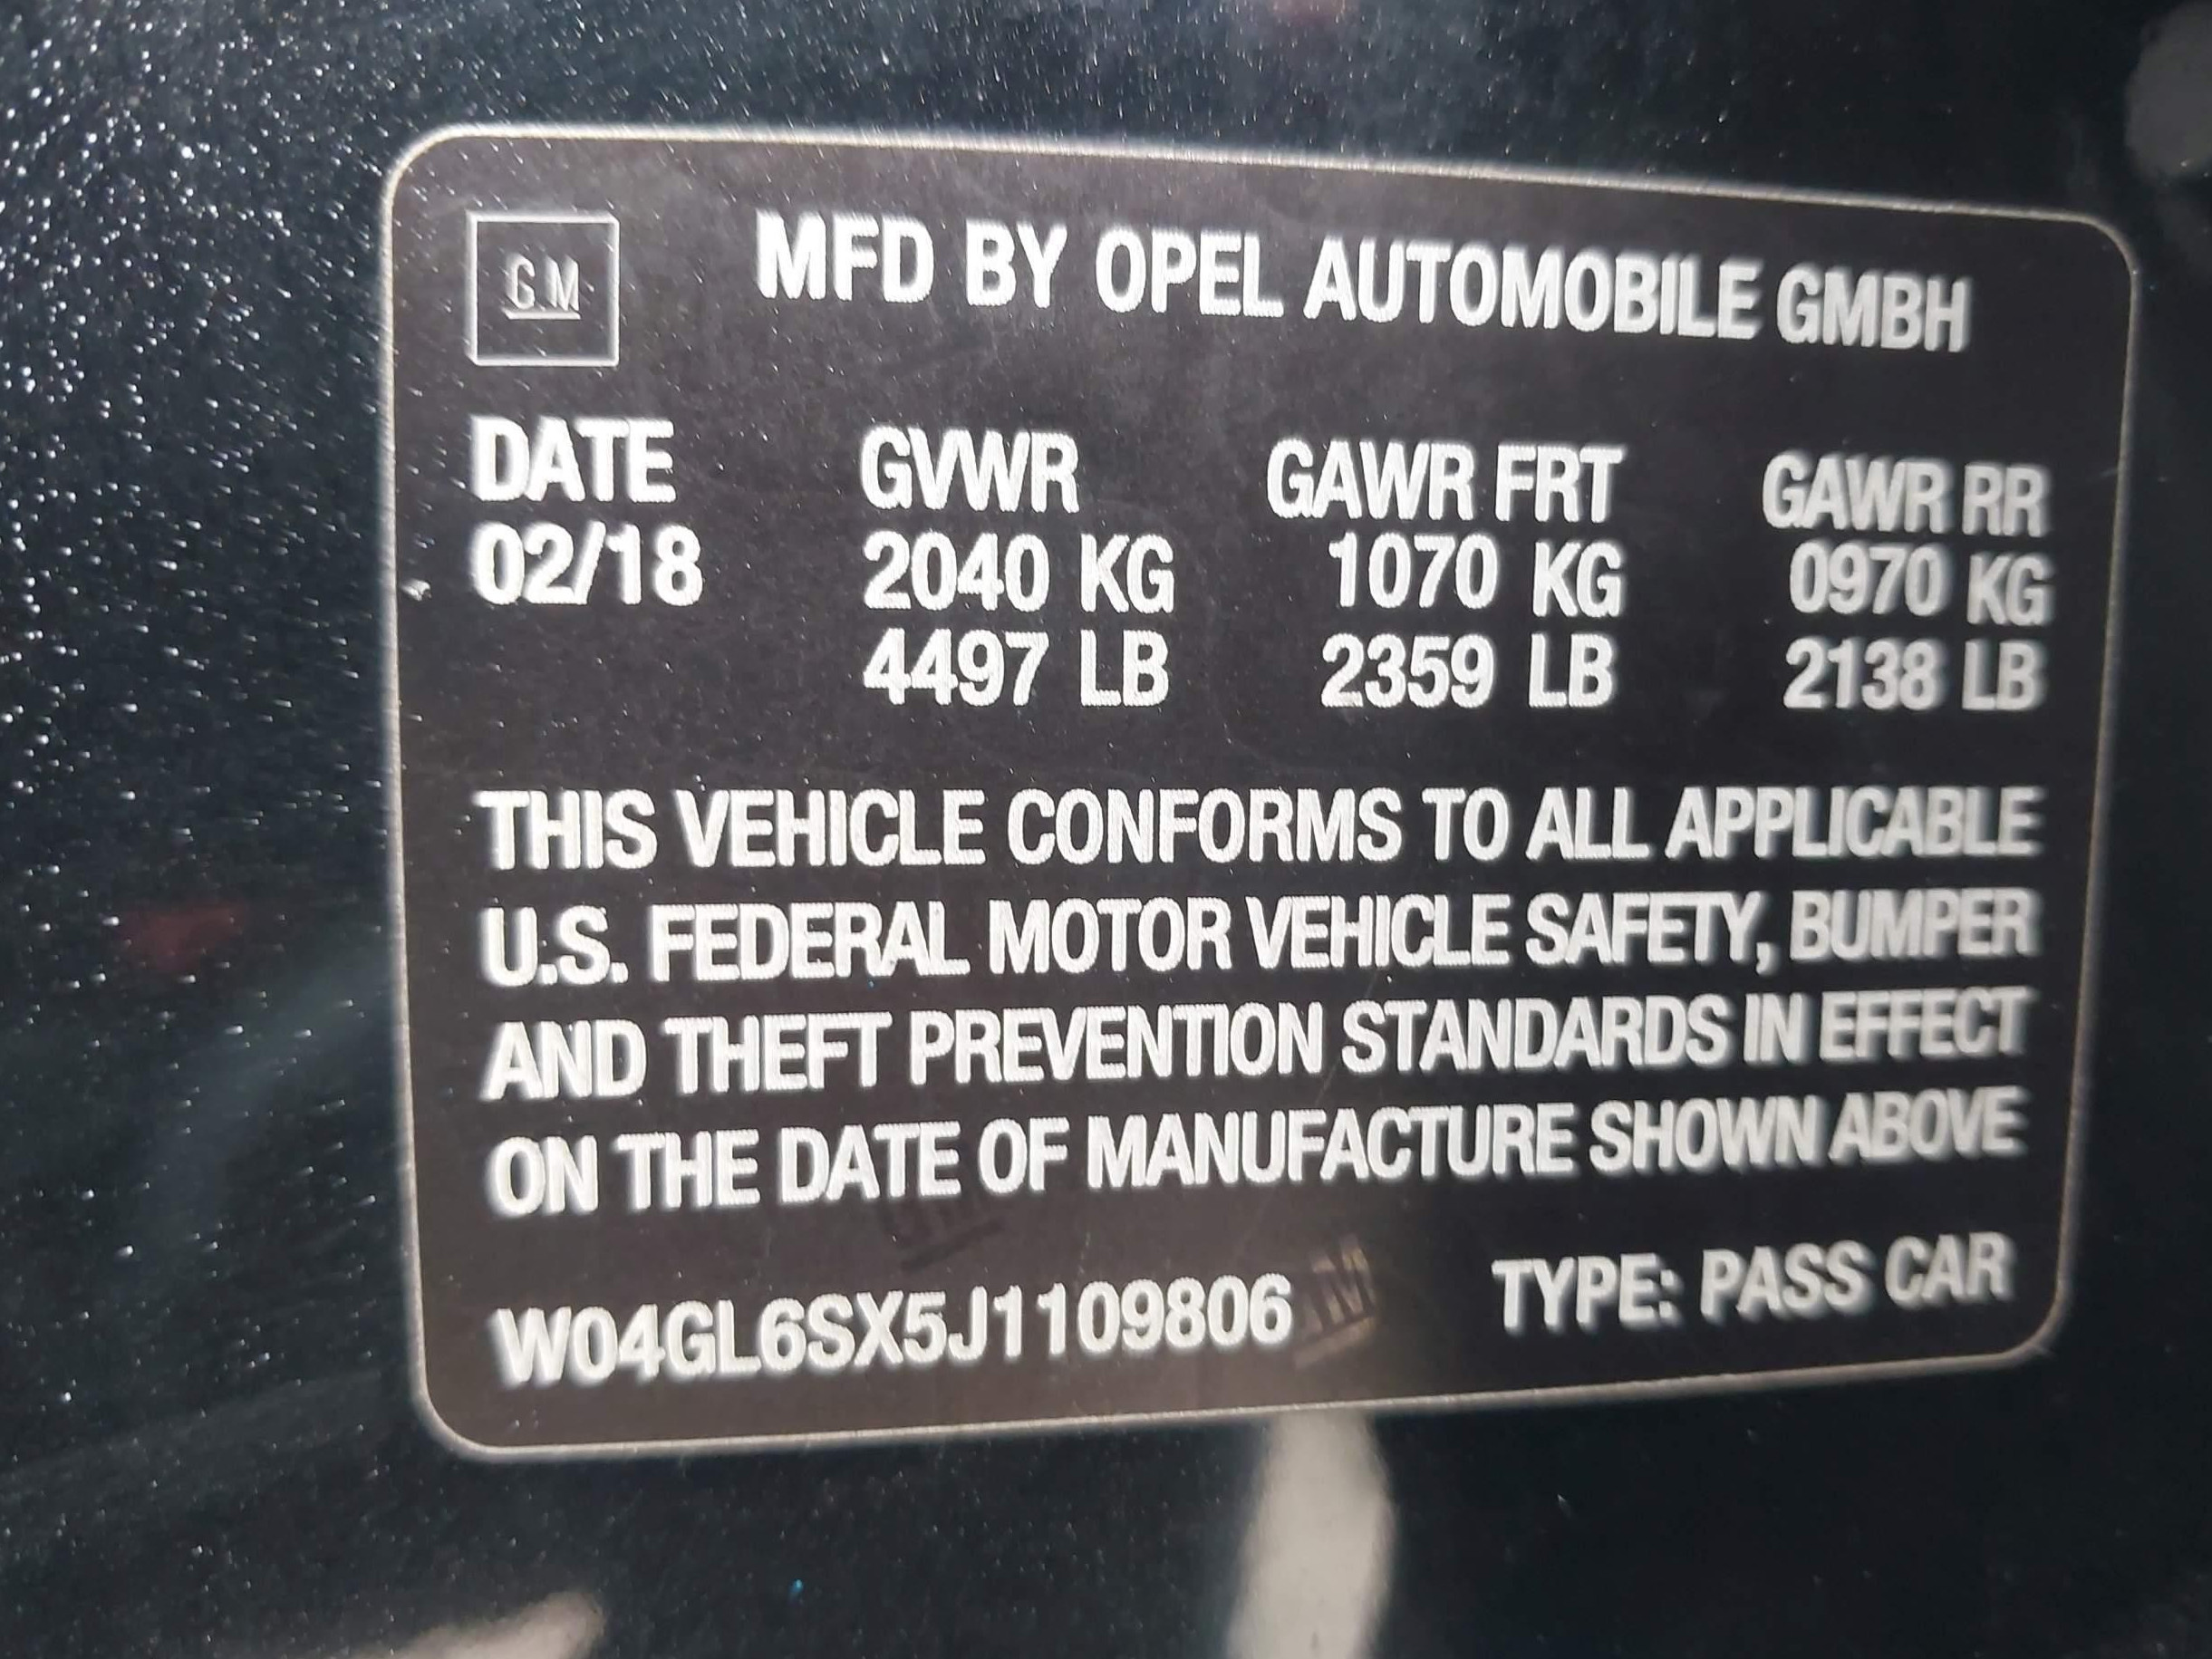 GM MFD BY OPEL AUTOMOBILE GMBH
DATE GVWR GAWR FRT GAWR RR
02/18 2040 KG 1070 KG 0970 KG
4497 LB 2359 LB 2138 LB
THIS VEHICLE CONFORMS TO ALL APPLICABLE
U.S. FEDERAL MOTOR VEHICLE SAFETY, BUMPER
AND THEFT PREVENTION STANDARDS IN EFFECT
ON THE DATE OF MANUFACTURE SHOWN ABOVE
W04GL6SX5J1109806 TYPE: PASS CAR